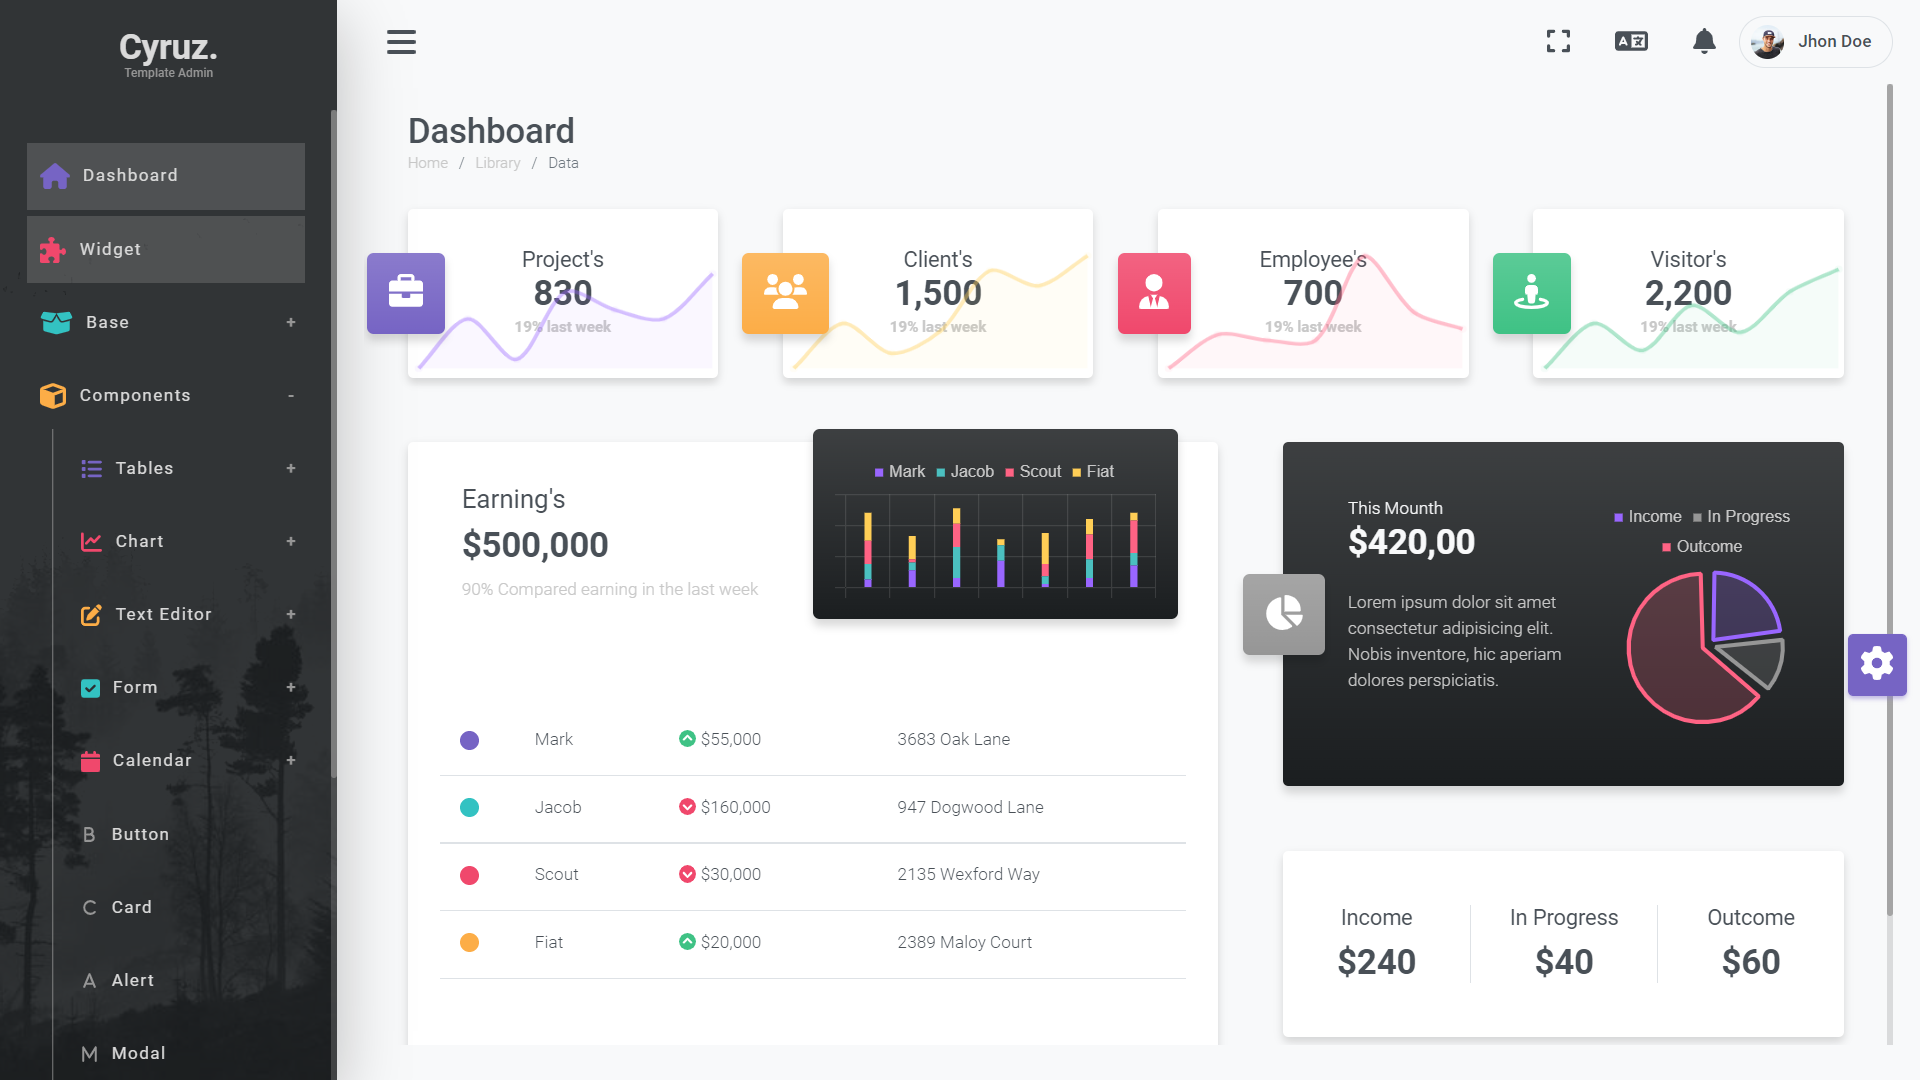 Cyruz.
Template Admin
Dashboard
Widget
Base +
Components -
Tables +
Chart +
Text Editor +
Form +
Calendar +
B Button
C Card
A Alert
M Modal
Jhon Doe
Dashboard
Home / Library / Data
Project's
830
19% last week
Client's
1,500
19% last week
Employee's
700
19% last week
Visitor's
2,200
19% last week
Earning's
$500,000
90% Compared earning in the last week
Mark Jacob Scout Fiat
Mark $55,000 3683 Oak Lane
Jacob $160,000 947 Dogwood Lane
Scout $30,000 2135 Wexford Way
Fiat $20,000 2389 Maloy Court
This Mounth
$420,00
Lorem ipsum dolor sit amet
consectetur adipisicing elit.
Nobis inventore, hic aperiam
dolores perspiciatis.
Income In Progress
Outcome
Income
$240
In Progress
$40
Outcome
$60